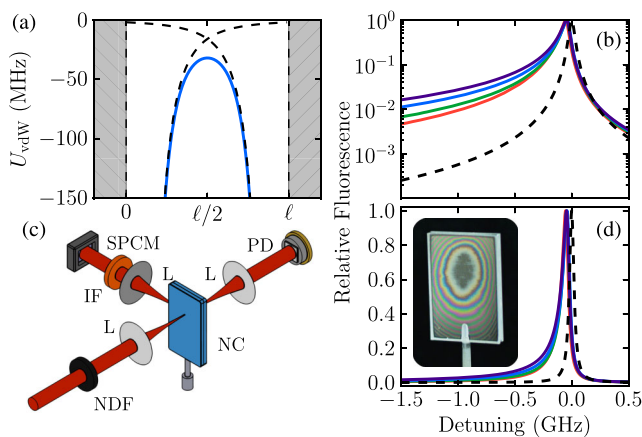 (a)
U_vdW (MHz)
0
−50
−100
−150
0
ℓ/2
ℓ
(b)
10^0
10^−1
10^−2
10^−3
Relative Fluorescence
(c)
SPCM
IF
L
L
PD
L
NC
NDF
(d)
1.0
0.8
0.6
0.4
0.2
0.0
−1.5
−1.0
−0.5
0.0
0.5
Detuning (GHz)